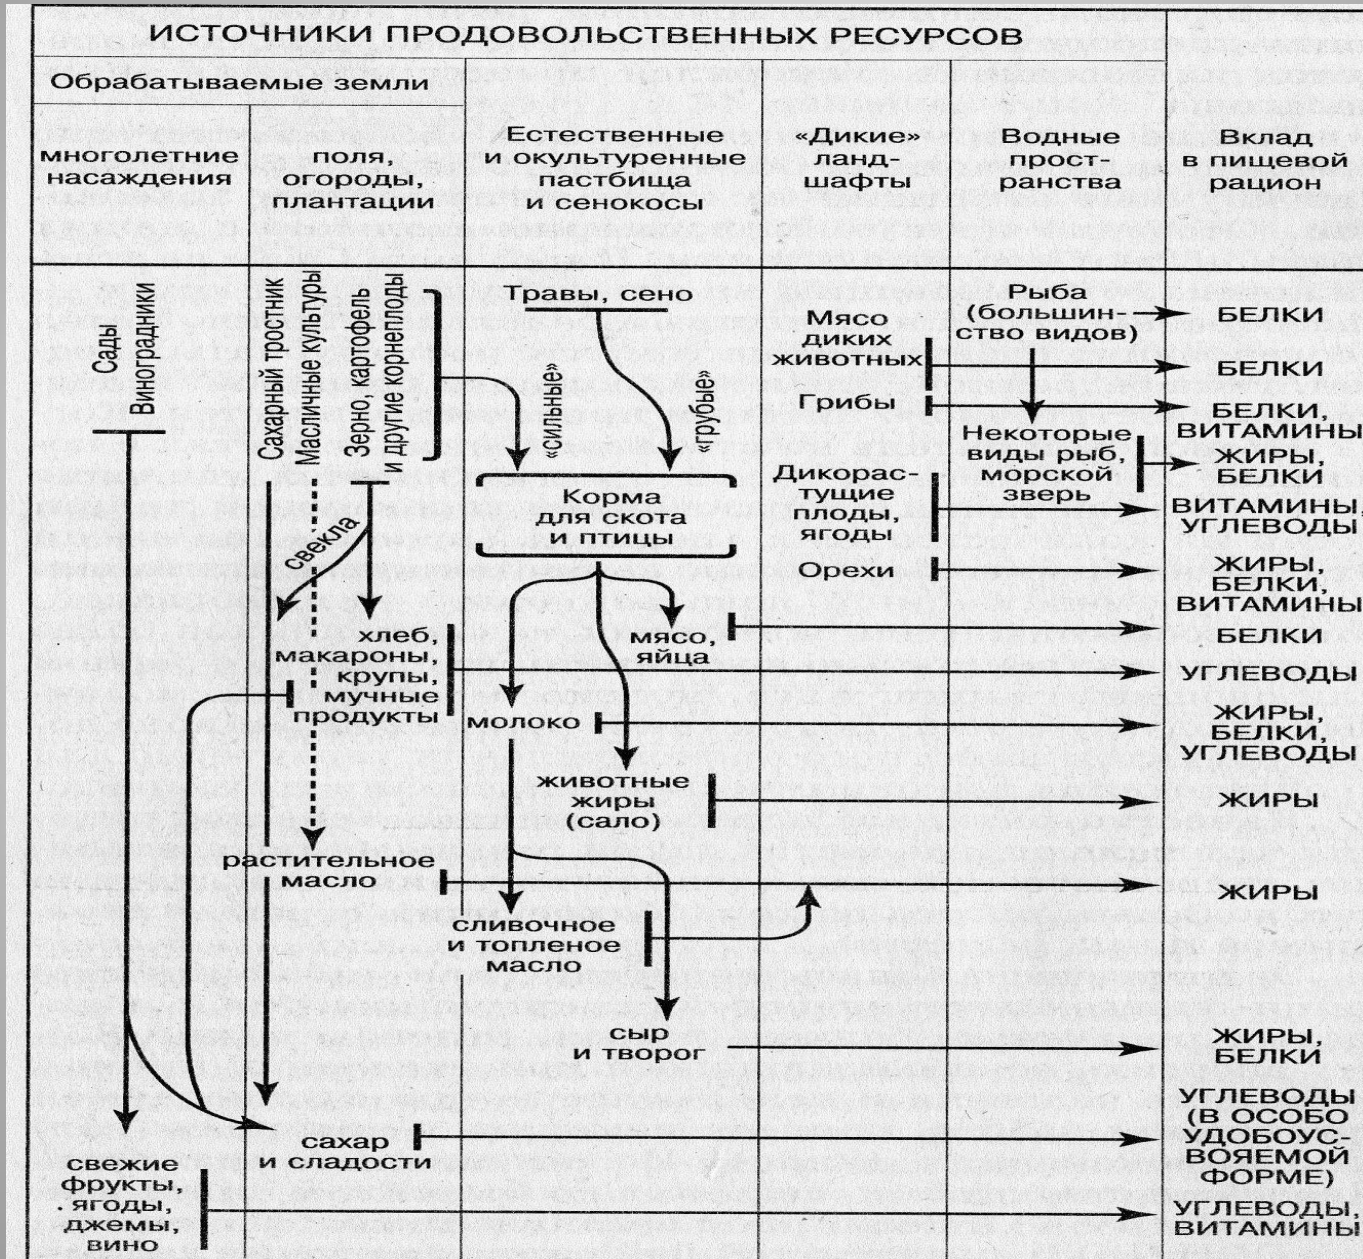 ИСТОЧНИКИ ПРОДОВОЛЬСТВЕННЫХ РЕСУРСОВ
Обрабатываемые земли
многолетние
насаждения
поля,
огороды,
плантации
Естественные
и окультуренные
пастбища
и сенокосы
«Дикие»
ланд-
шафты
Водные
прост-
ранства
Вклад
в пищевой
рацион
Сады
Виноградники
Сахарный тростник
Масличные культуры
Зерно, картофель
и другие корнеплоды
Травы, сено
«сильные»
«грубые»
Корма
для скота
и птицы
Мясо
диких
животных
Грибы
Дикорас-
тущие
плоды,
ягоды
Орехи
Рыба
(большин-
ство видов)
Некоторые
виды рыб,
морской
зверь
БЕЛКИ
БЕЛКИ
БЕЛКИ,
ВИТАМИНЫ
ЖИРЫ,
БЕЛКИ
ВИТАМИНЫ,
УГЛЕВОДЫ
ЖИРЫ,
БЕЛКИ,
ВИТАМИНЫ
свекла
хлеб,
макароны,
крупы,
мучные
продукты
мясо,
яйца
БЕЛКИ
УГЛЕВОДЫ
молоко
ЖИРЫ,
БЕЛКИ,
УГЛЕВОДЫ
животные
жиры
(сало)
ЖИРЫ
растительное
масло
ЖИРЫ
сливочное
и топленое
масло
сыр
и творог
ЖИРЫ,
БЕЛКИ
сахар
и сладости
УГЛЕВОДЫ
(В ОСОБО
УДОБОУС-
ВОЯЕМОЙ
ФОРМЕ)
свежие
фрукты,
ягоды,
джемы,
вино
УГЛЕВОДЫ,
ВИТАМИНЫ